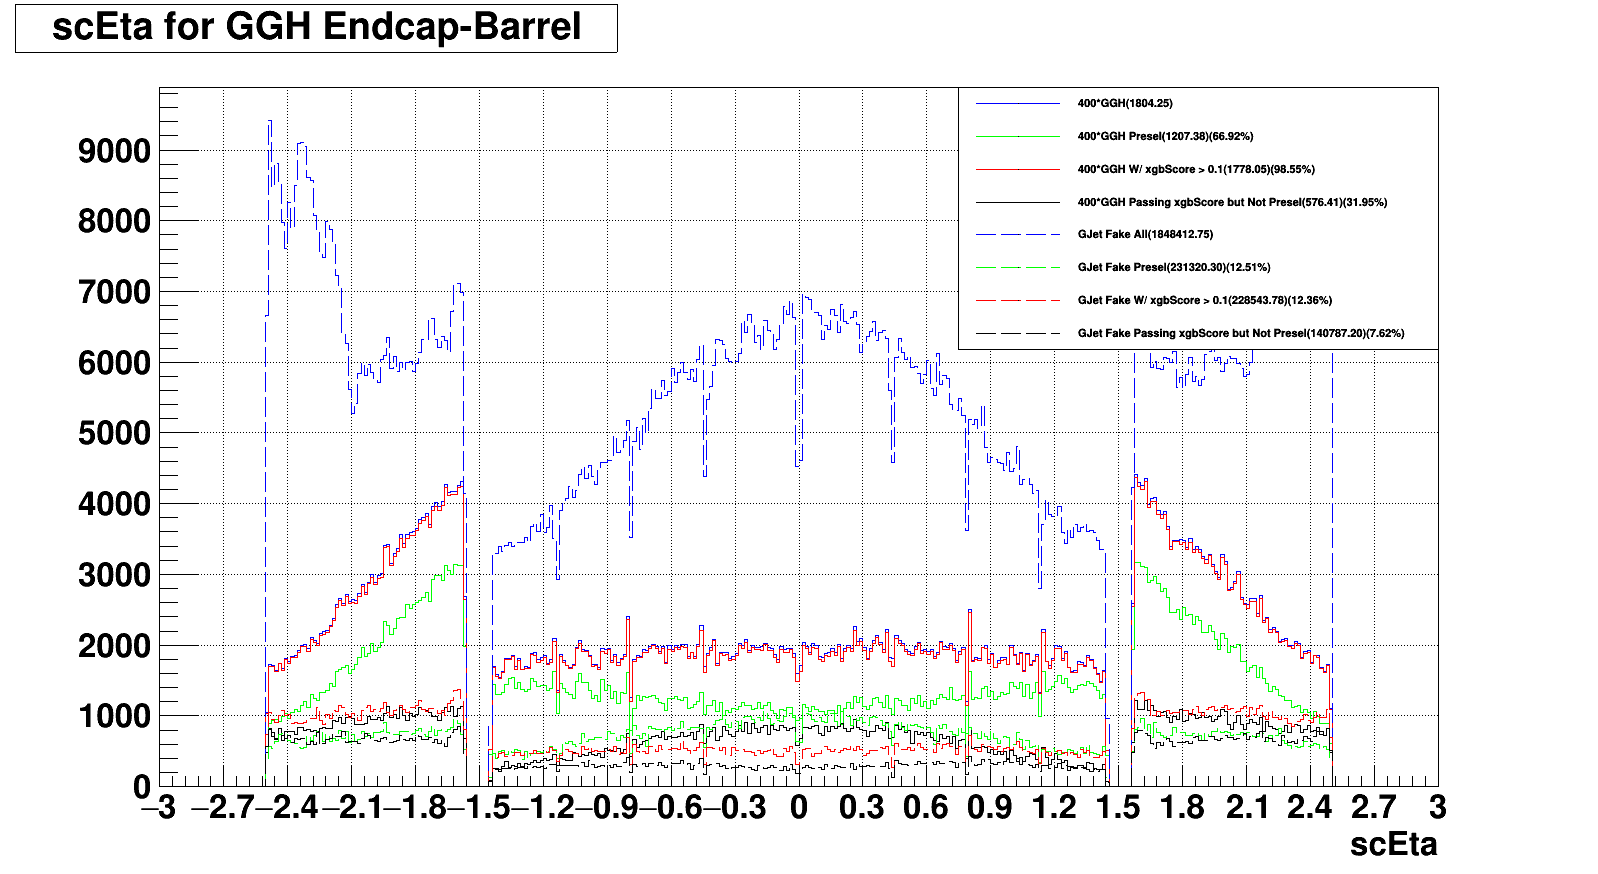 scEta for GGH Endcap-Barrel
400*GGH(1804.25)
400*GGH Presel(1207.38)(66.92%)
400*GGH W/ xgbScore > 0.1(1778.05)(98.55%)
400*GGH Passing xgbScore but Not Presel(576.41)(31.95%)
GJet Fake All(1848412.75)
GJet Fake Presel(231320.30)(12.51%)
GJet Fake W/ xgbScore > 0.1(228543.78)(12.36%)
GJet Fake Passing xgbScore but Not Presel(140787.20)(7.62%)
9000
8000
7000
6000
5000
4000
3000
2000
1000
0
−3 −2.7 −2.4 −2.1 −1.8 −1.5 −1.2 −0.9 −0.6 −0.3 0 0.3 0.6 0.9 1.2 1.5 1.8 2.1 2.4 2.7 3
scEta